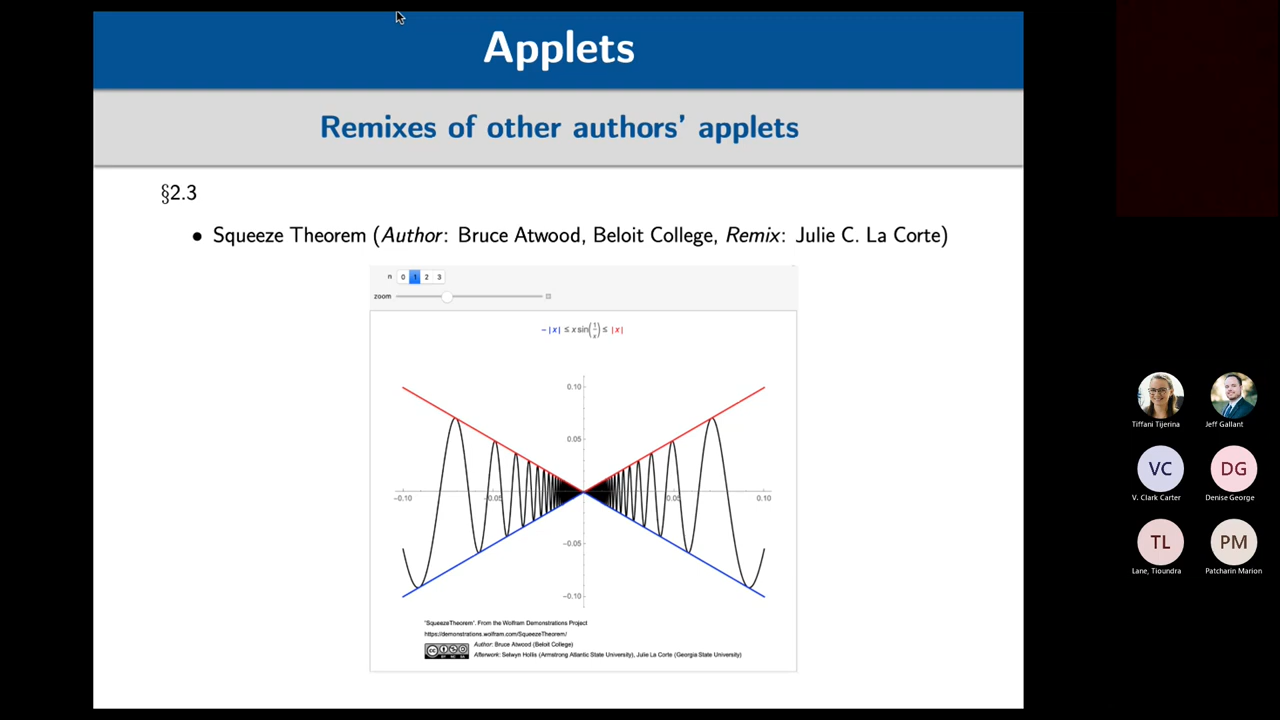 Applets
Remixes of other authors' applets
§2.3
• Squeeze Theorem (Author: Bruce Atwood, Beloit College, Remix: Julie C. La Corte)
n 0 1 2 3
zoom
−|x| ≤ x sin(1/x) ≤ |x|
0.10
0.05
−0.10 −0.05 0.05 0.10
−0.05
−0.10
"SqueezeTheorem". From the Wolfram Demonstrations Project
https://demonstrations.wolfram.com/SqueezeTheorem/
Author: Bruce Atwood (Beloit College)
Afterwork: Selwyn Hollis (Armstrong Atlantic State University), Julie La Corte (Georgia State University)
Tiffani Tijerina
Jeff Gallant
VC
DG
V. Clark Carter
Denise George
TL
PM
Lane, Tioundra
Patcharin Marion